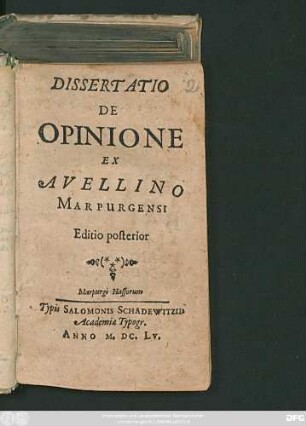 DISSERTATIO
DE
OPINIONE
EX
AVELLINO
MARPURGENSI
Editio posterior
Marpurgi Hassorum
Typis SALOMONIS SCHADEWITZII
Academiæ Typogr.
ANNO M. DC. LV.